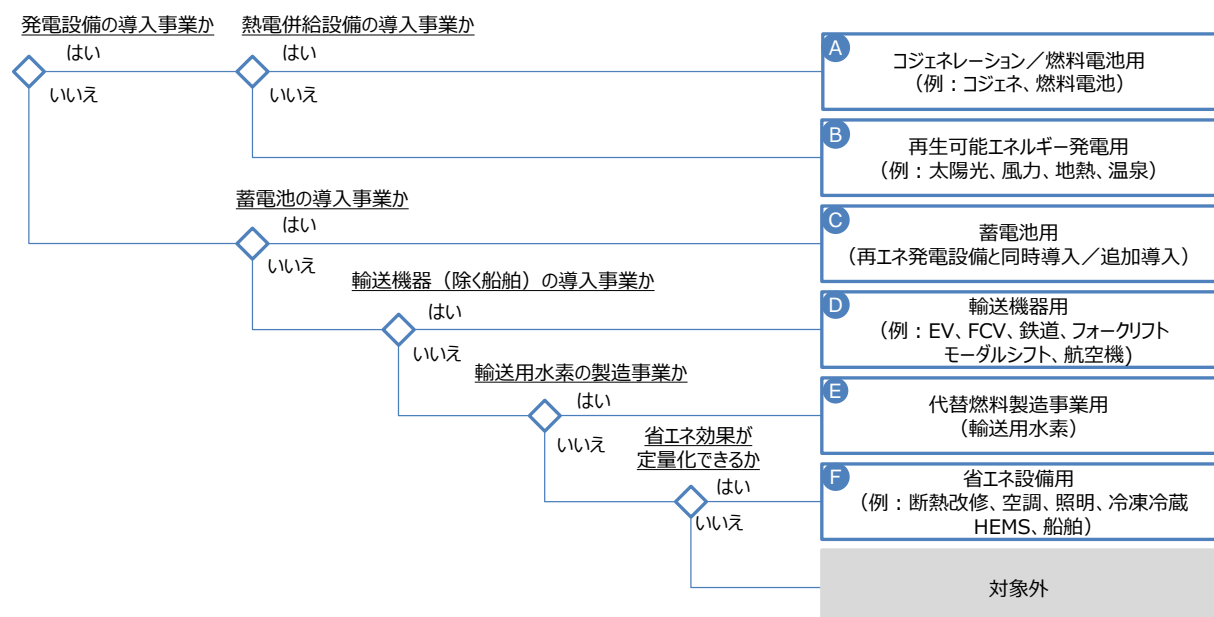 発電設備の導入事業か
熱電併給設備の導入事業か
はい
はい
いいえ
いいえ
A
コジェネレーション／燃料電池用
（例：コジェネ、燃料電池）
B
再生可能エネルギー発電用
（例：太陽光、風力、地熱、温泉）
蓄電池の導入事業か
はい
いいえ
C
蓄電池用
（再エネ発電設備と同時導入／追加導入）
輸送機器（除く船舶）の導入事業か
はい
いいえ
D
輸送機器用
（例：EV、FCV、鉄道、フォークリフト
モーダルシフト、航空機)
輸送用水素の製造事業か
はい
いいえ
E
代替燃料製造事業用
（輸送用水素）
省エネ効果が
定量化できるか
はい
いいえ
F
省エネ設備用
（例：断熱改修、空調、照明、冷凍冷蔵
HEMS、船舶）
対象外